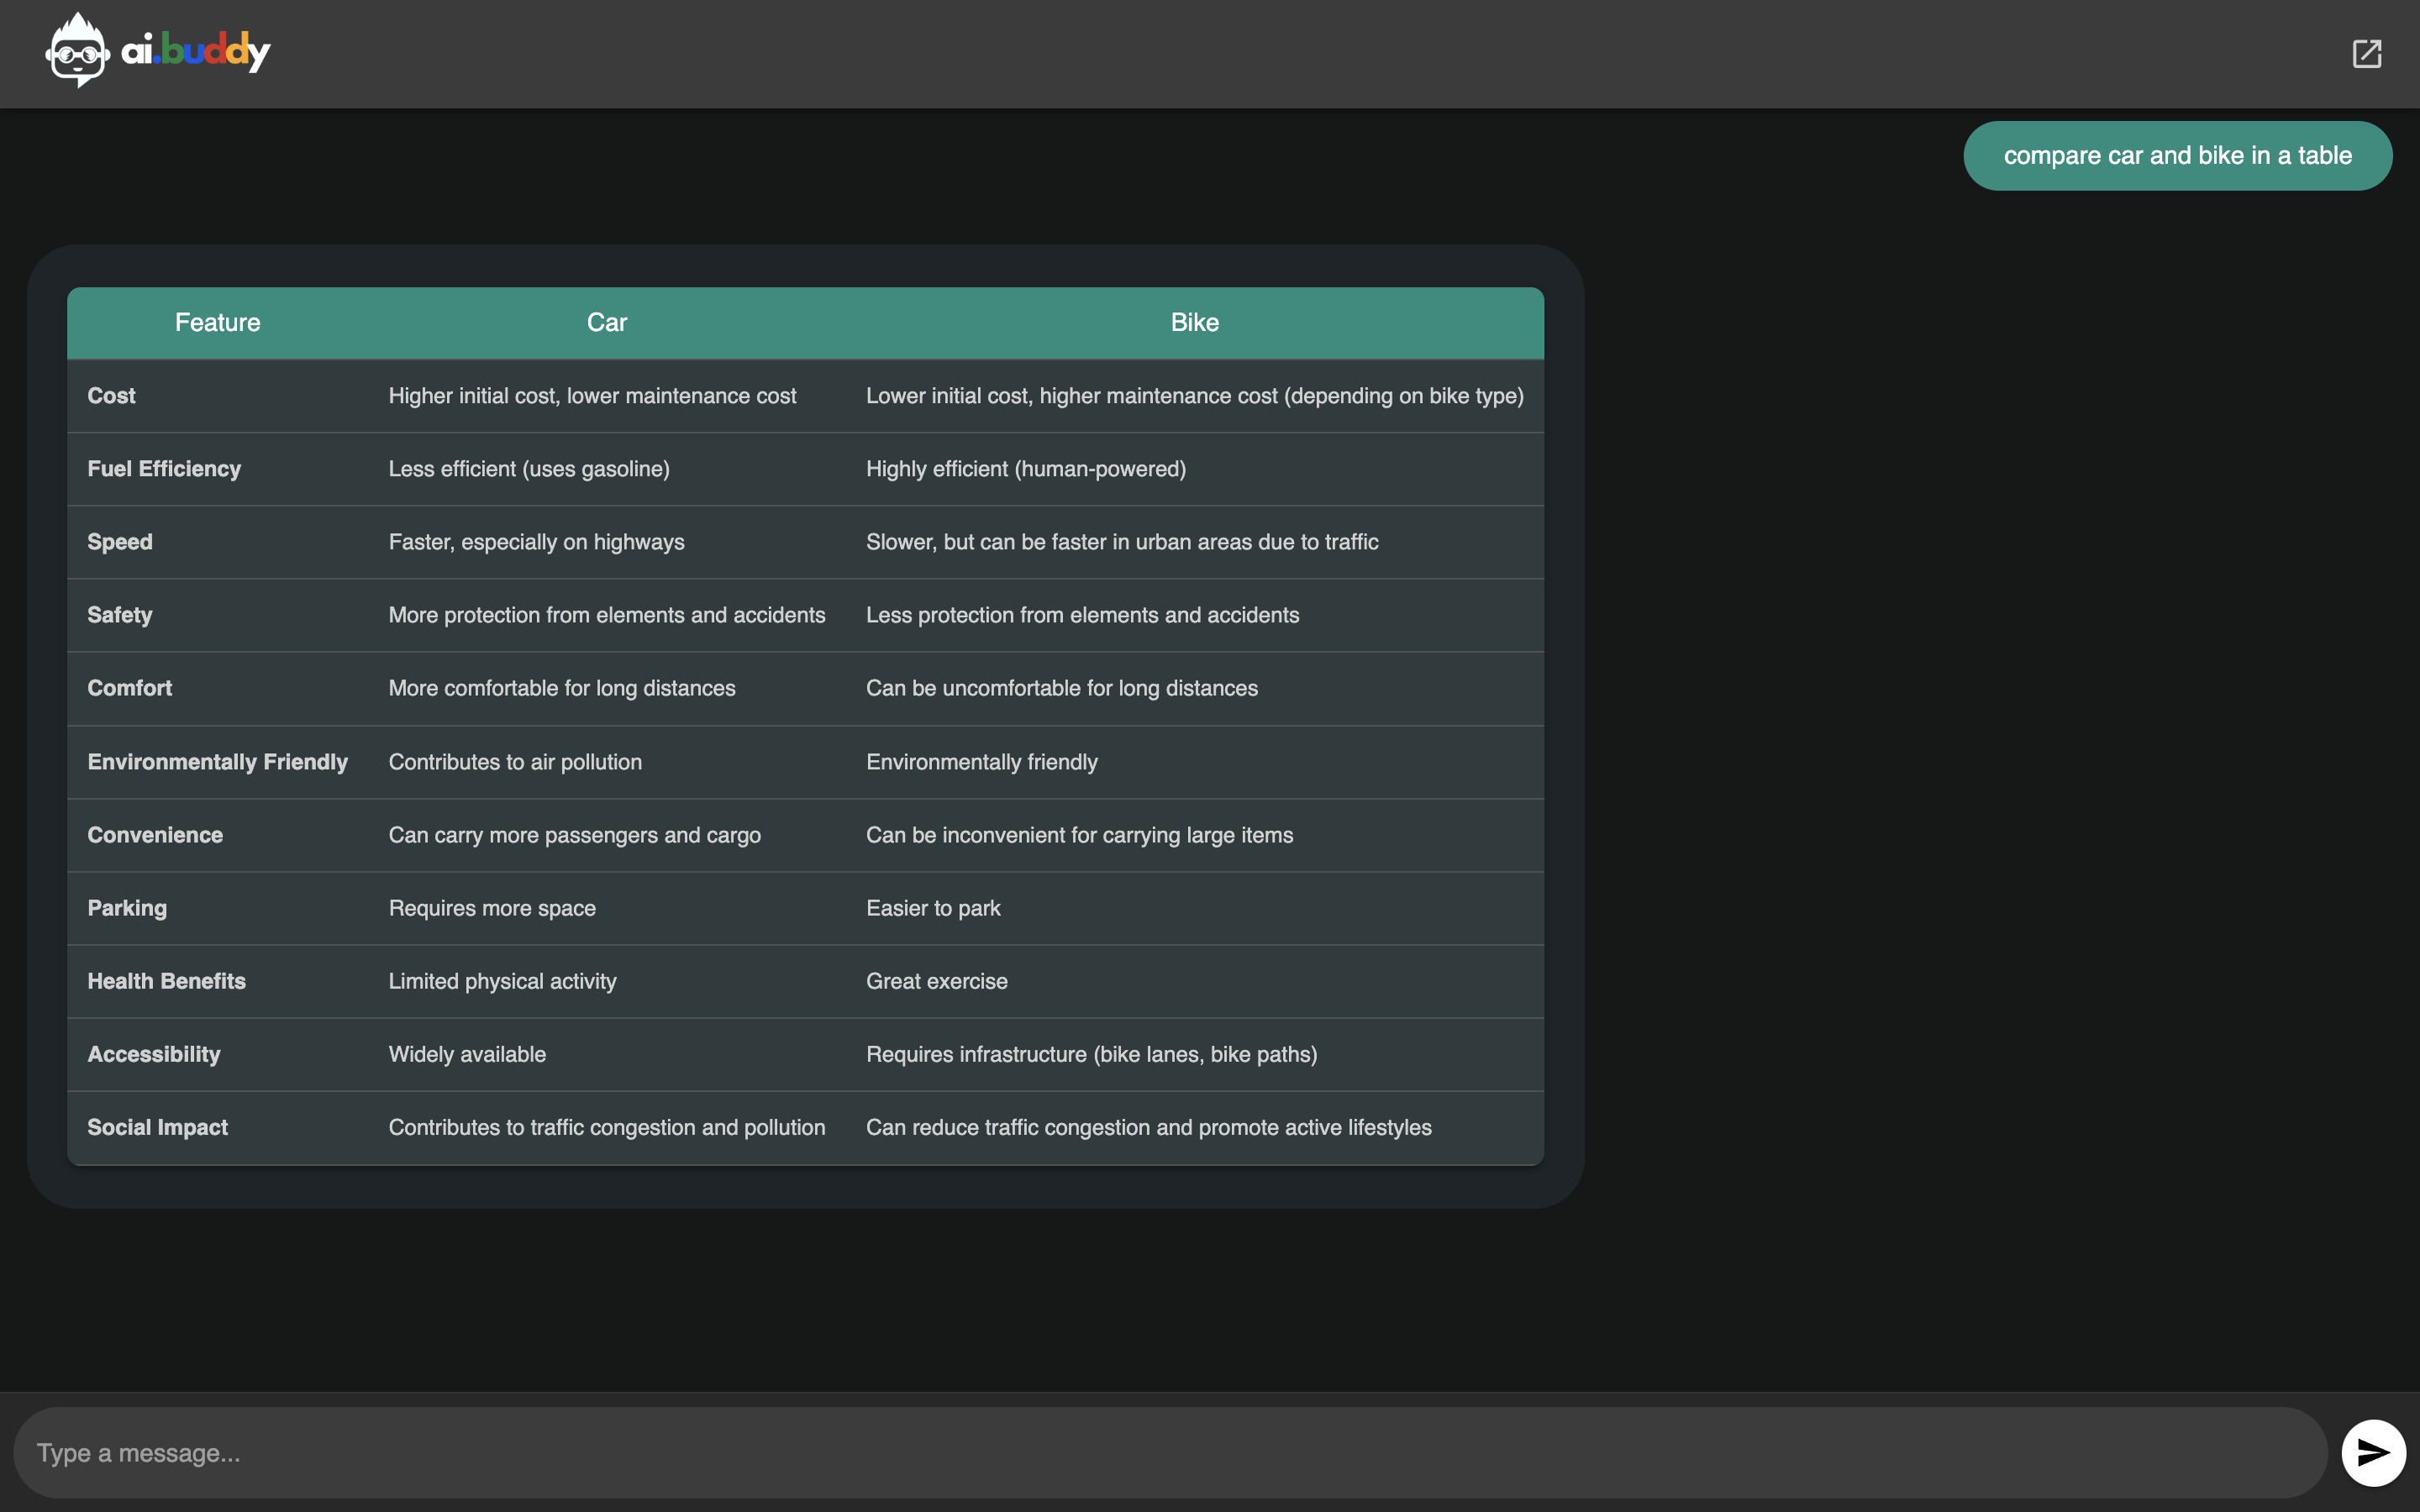 ai.buddy
compare car and bike in a table
Feature Car Bike
Cost Higher initial cost, lower maintenance cost Lower initial cost, higher maintenance cost (depending on bike type)
Fuel Efficiency Less efficient (uses gasoline) Highly efficient (human-powered)
Speed Faster, especially on highways Slower, but can be faster in urban areas due to traffic
Safety More protection from elements and accidents Less protection from elements and accidents
Comfort More comfortable for long distances Can be uncomfortable for long distances
Environmentally Friendly Contributes to air pollution Environmentally friendly
Convenience Can carry more passengers and cargo Can be inconvenient for carrying large items
Parking Requires more space Easier to park
Health Benefits Limited physical activity Great exercise
Accessibility Widely available Requires infrastructure (bike lanes, bike paths)
Social Impact Contributes to traffic congestion and pollution Can reduce traffic congestion and promote active lifestyles
Type a message...